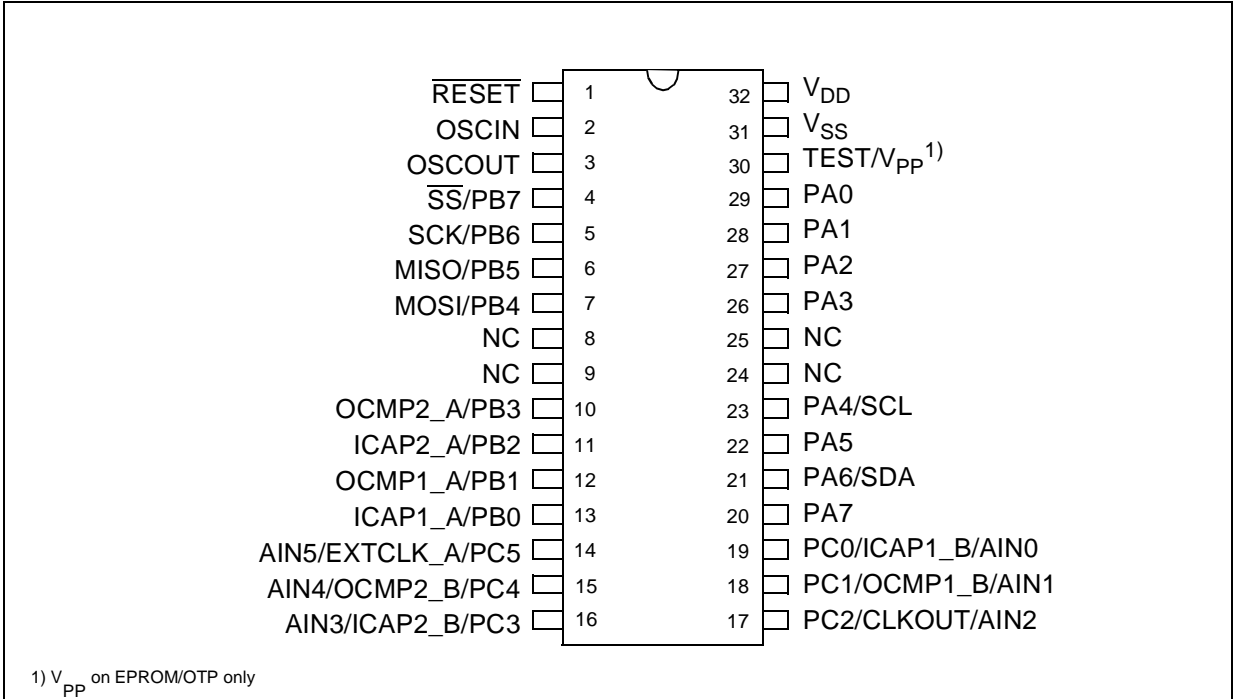 RESET 1 32 VDD
OSCIN 2 31 VSS
OSCOUT 3 30 TEST/VPP1)
SS/PB7 4 29 PA0
SCK/PB6 5 28 PA1
MISO/PB5 6 27 PA2
MOSI/PB4 7 26 PA3
NC 8 25 NC
NC 9 24 NC
OCMP2_A/PB3 10 23 PA4/SCL
ICAP2_A/PB2 11 22 PA5
OCMP1_A/PB1 12 21 PA6/SDA
ICAP1_A/PB0 13 20 PA7
AIN5/EXTCLK_A/PC5 14 19 PC0/ICAP1_B/AIN0
AIN4/OCMP2_B/PC4 15 18 PC1/OCMP1_B/AIN1
AIN3/ICAP2_B/PC3 16 17 PC2/CLKOUT/AIN2
1) VPP on EPROM/OTP only